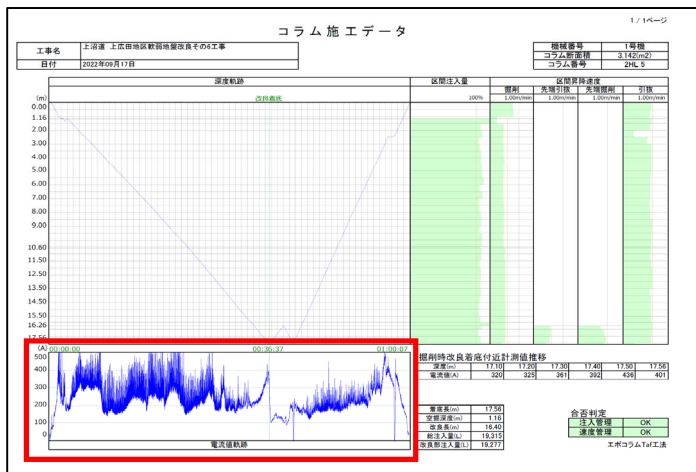 1 / 1ページ
コラム施工データ
工事名 上沼道 上広田地区軟弱地盤改良その6工事
日付 2022年09月17日
機械番号 1号機
コラム断面積 3.142(m2)
コラム番号 2HL 5
深度軌跡 区間注入量 区間昇降速度
掘削 先端引抜 先端掘削 引抜
(m) 改良着底 100% 1.00m/min 1.00m/min 1.00m/min 1.00m/min
0.00
1.16
2.00
3.00
4.00
5.00
6.00
7.00
8.00
9.00
10.60
11.50
12.50
13.50
14.50
15.50
16.26
17.56
(A) 00:00:00 00:36:37 01:00:07
500
400
300
200
100
0
電流値軌跡
掘削時改良着底付近計測値推移
深度(m) 17.10 17.20 17.30 17.40 17.50 17.56
電流値(A) 320 325 361 392 436 401
着底長(m) 17.56
空掘深度(m) 1.16
改良長(m) 16.40
総注入量(L) 19,315
改良部注入量(L) 19,277
合否判定
注入管理 OK
速度管理 OK
エポコラムTaf工法